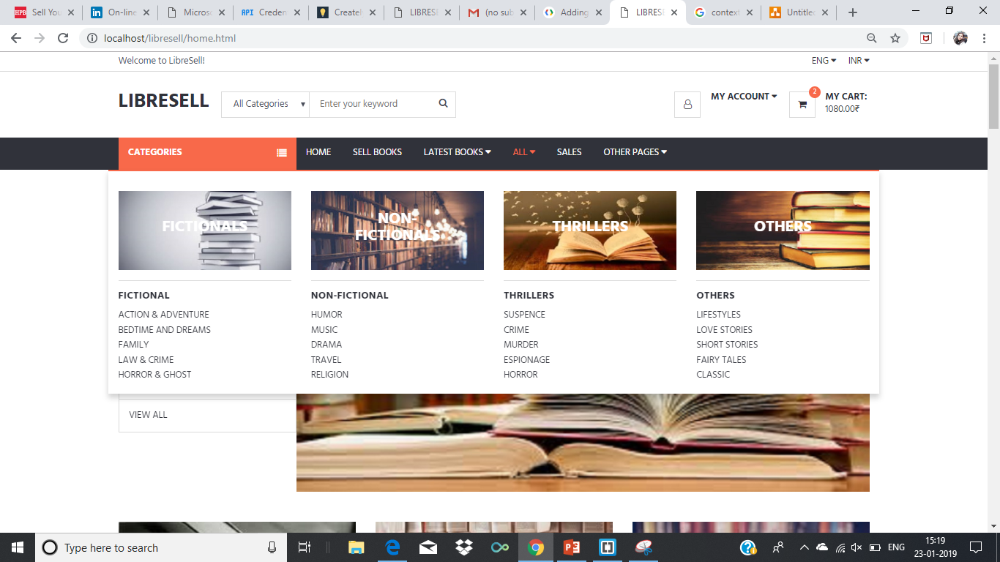 Sell You
On-line
Microso
API Creden
Createl
LIBRESE
(no sub
Adding
LIBRESE
context
Untitled
localhost/libresell/home.html
Welcome to LibreSell!
ENG
INR
LIBRESELL
All Categories
Enter your keyword
MY ACCOUNT
2
MY CART:
1080.00₹
CATEGORIES
HOME
SELL BOOKS
LATEST BOOKS
ALL
SALES
OTHER PAGES
FICTIONALS
NON-
FICTIONALS
THRILLERS
OTHERS
FICTIONAL
ACTION & ADVENTURE
BEDTIME AND DREAMS
FAMILY
LAW & CRIME
HORROR & GHOST
NON-FICTIONAL
HUMOR
MUSIC
DRAMA
TRAVEL
RELIGION
THRILLERS
SUSPENCE
CRIME
MURDER
ESPIONAGE
HORROR
OTHERS
LIFESTYLES
LOVE STORIES
SHORT STORIES
FAIRY TALES
CLASSIC
VIEW ALL
Type here to search
ENG
15:19
23-01-2019